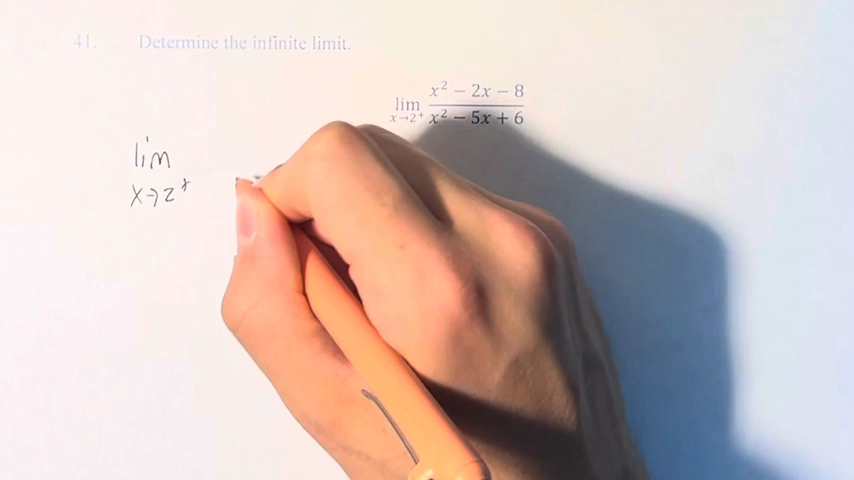 41. Determine the infinite limit.
lim x→2⁺ (x² − 2x − 8)/(x² − 5x + 6)
lim
x→2⁺